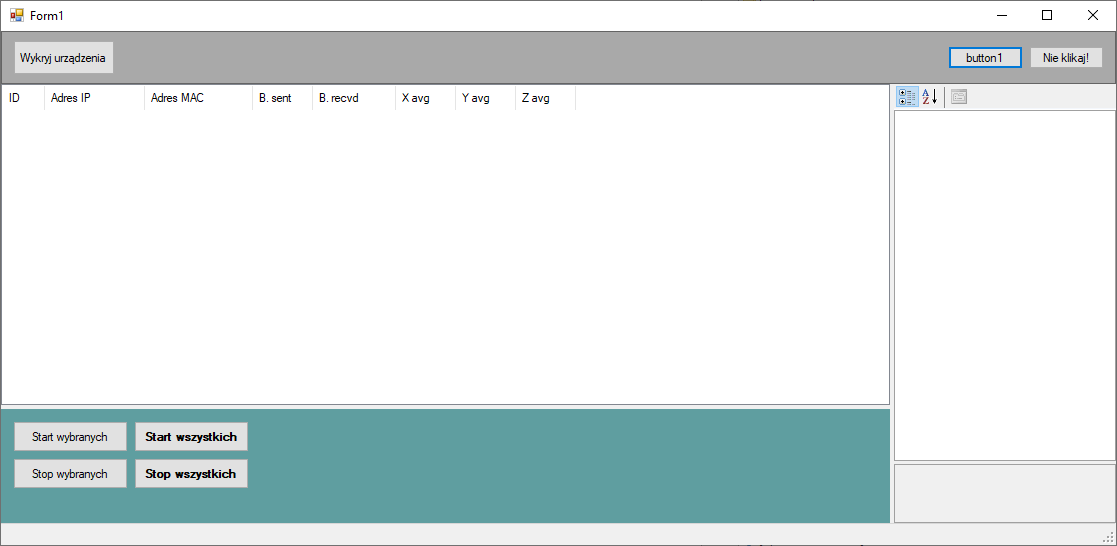 Form1
Wykryj urządzenia
button1
Nie klikaj!
ID Adres IP Adres MAC B. sent B. recvd X avg Y avg Z avg
A
Z
Start wybranych Start wszystkich
Stop wybranych Stop wszystkich